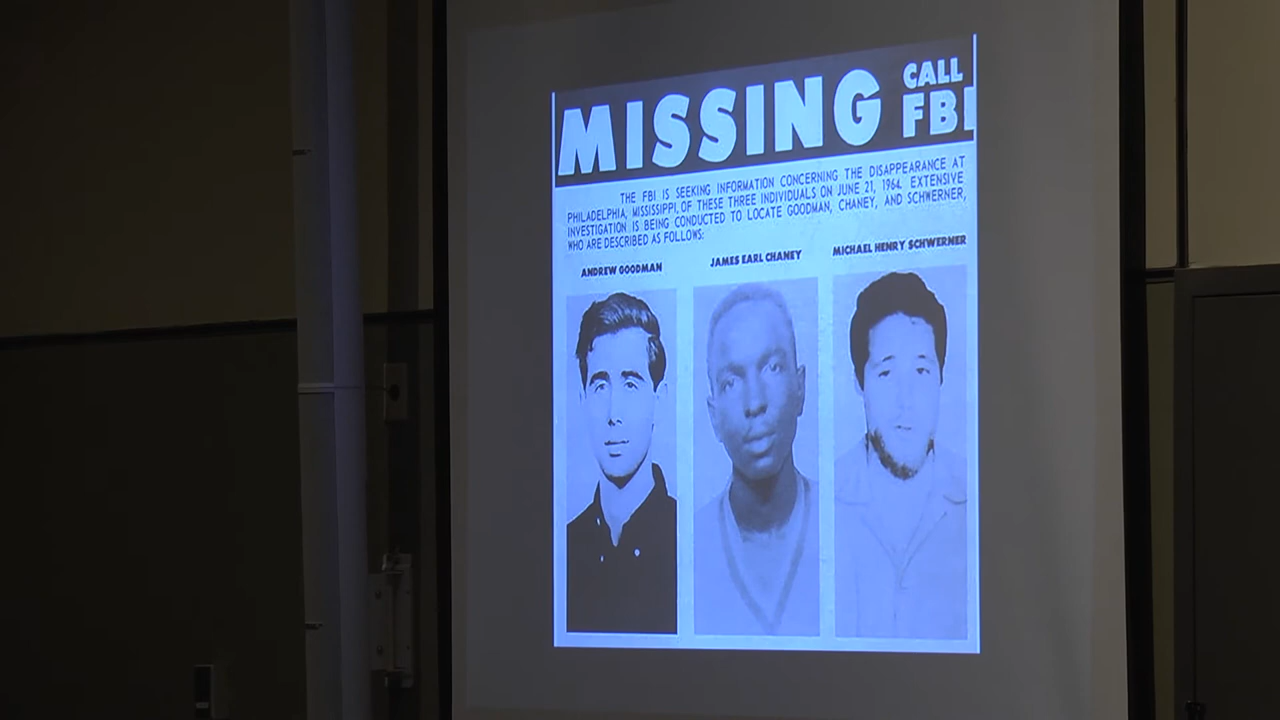 MISSING CALL FBI
THE FBI IS SEEKING INFORMATION CONCERNING THE DISAPPEARANCE AT
PHILADELPHIA, MISSISSIPPI, OF THESE THREE INDIVIDUALS ON JUNE 21, 1964. EXTENSIVE
INVESTIGATION IS BEING CONDUCTED TO LOCATE GOODMAN, CHANEY, AND SCHWERNER,
WHO ARE DESCRIBED AS FOLLOWS:
ANDREW GOODMAN JAMES EARL CHANEY MICHAEL HENRY SCHWERNER